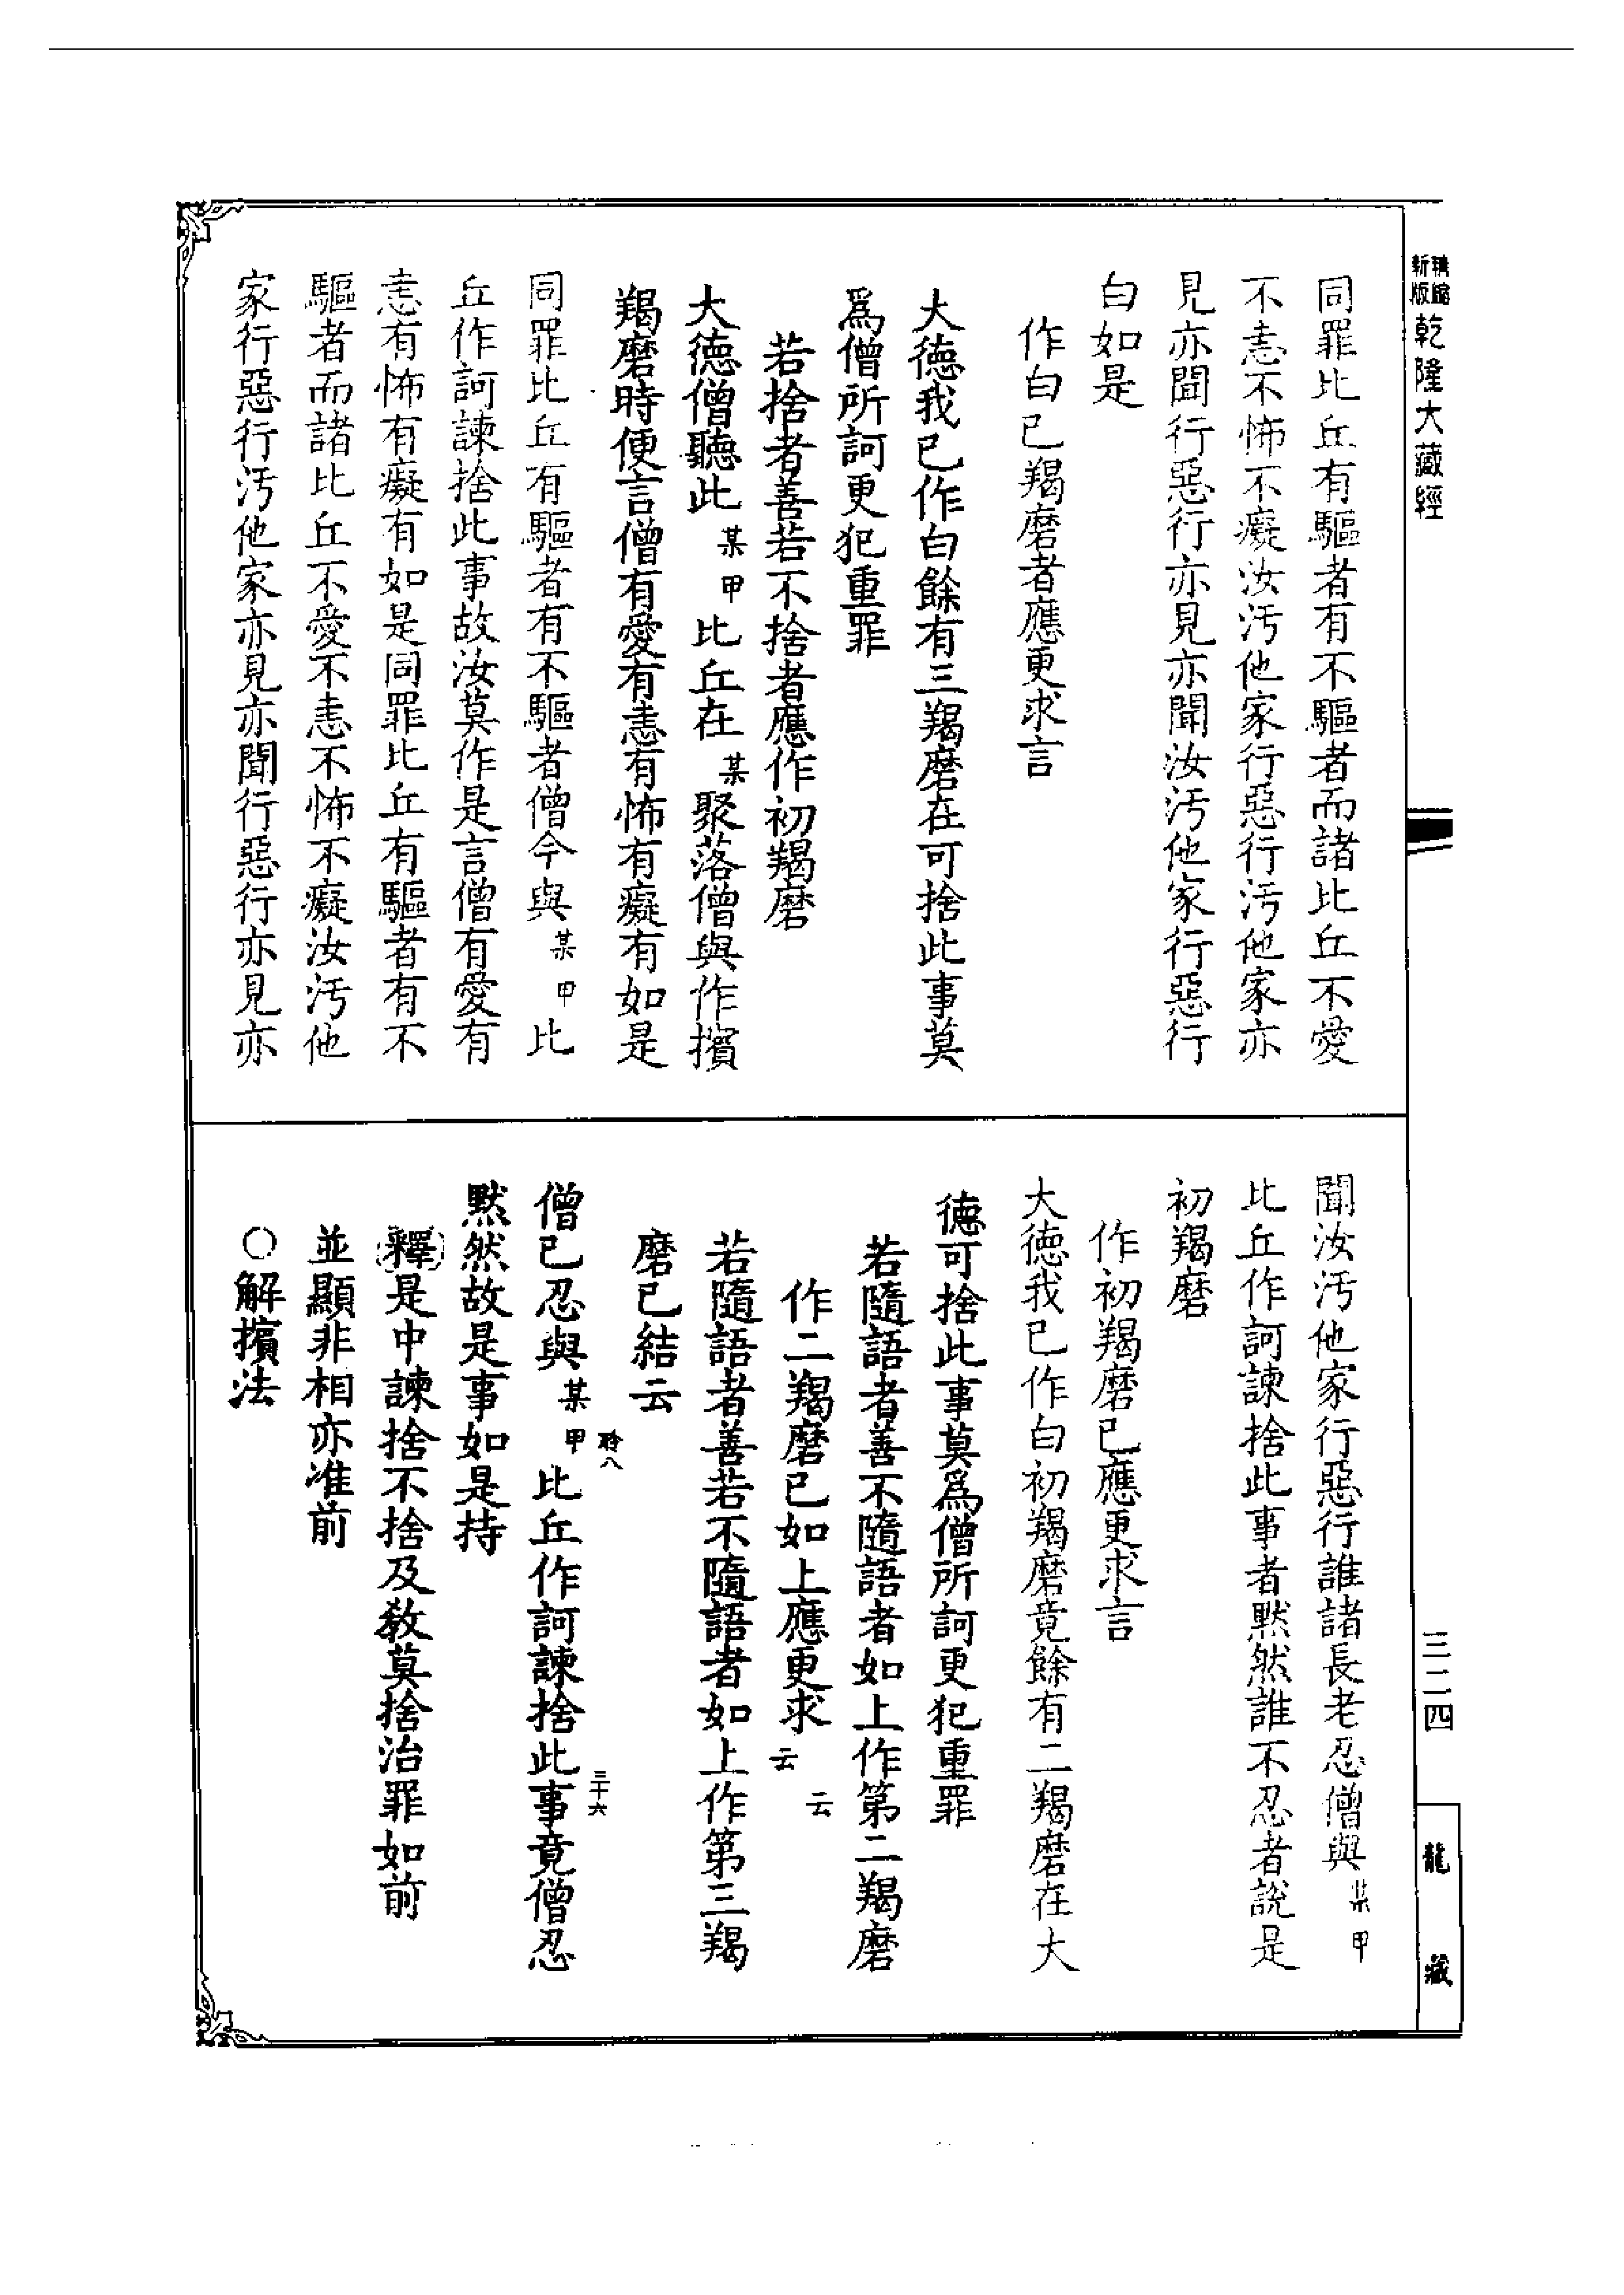 新版 精縮 乾隆大藏經
同罪比丘有驅者有不驅者而諸比丘不愛
不恚不怖不癡汝汚他家行惡行汚他家亦
見亦聞行惡行亦見亦聞汝汚他家行惡行
白如是
作白已羯磨者應更求言
大德我已作白餘有三羯磨在可捨此事莫
爲僧所訶更犯重罪
若捨者善若不捨者應作初羯磨
大德僧聽此某甲比丘在某聚落僧與作擯
羯磨時便言僧有愛有恚有怖有癡有如是
同罪比丘有驅者有不驅者僧今與某甲比
丘作訶諫捨此事故汝莫作是言僧有愛有
恚有怖有癡有如是同罪比丘有驅者有不
驅者而諸比丘不愛不恚不怖不癡汝汚他
家行惡行汚他家亦見亦聞行惡行亦見亦
聞汝汚他家行惡行誰諸長老忍僧與某甲
比丘作訶諫捨此事者默然誰不忍者說是
初羯磨
作初羯磨已應更求言
大德我已作白初羯磨竟餘有二羯磨在大
德可捨此事莫爲僧所訶更犯重罪
若隨語者善不隨語者如上作第二羯磨
作二羯磨已如上應更求云云
若隨語者善若不隨語者如上作第三羯
磨已結云
聆八 三十六
僧已忍與某甲比丘作訶諫捨此事竟僧忍
默然故是事如是持
釋是中諫捨不捨及教莫捨治罪如前
並顯非相亦准前
○解擯法
三二四
龍藏